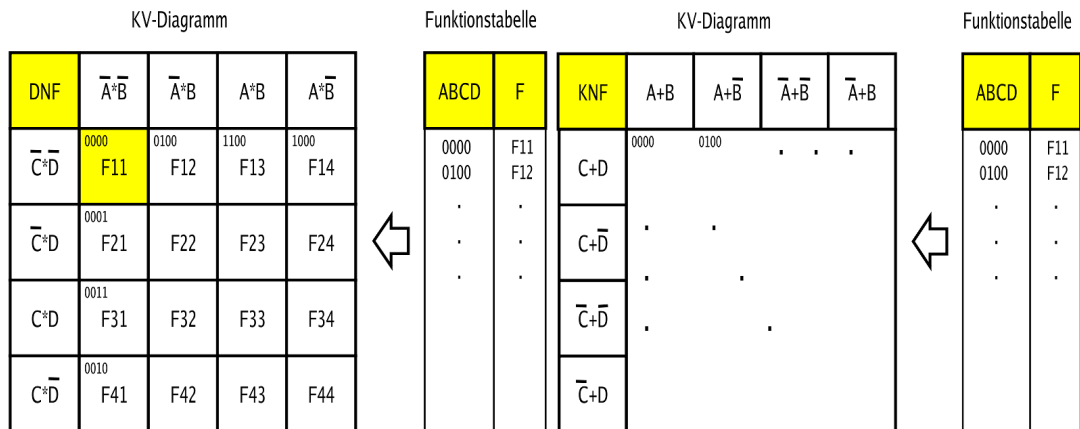 KV-Diagramm Funktionstabelle KV-Diagramm Funktionstabelle
DNF A̅*B̅ A̅*B A*B A*B̅ ABCD F KNF A+B A+B̅ A̅+B̅ A̅+B ABCD F
0000 0100 1100 1000 0000 F11 0000 0100 0000 F11
C̅*D̅ F11 F12 F13 F14 0100 F12 C+D 0100 F12
0001
C̅*D F21 F22 F23 F24 C+D̅
0011
C*D F31 F32 F33 F34 C̅+D̅
0010
C*D̅ F41 F42 F43 F44 C̅+D